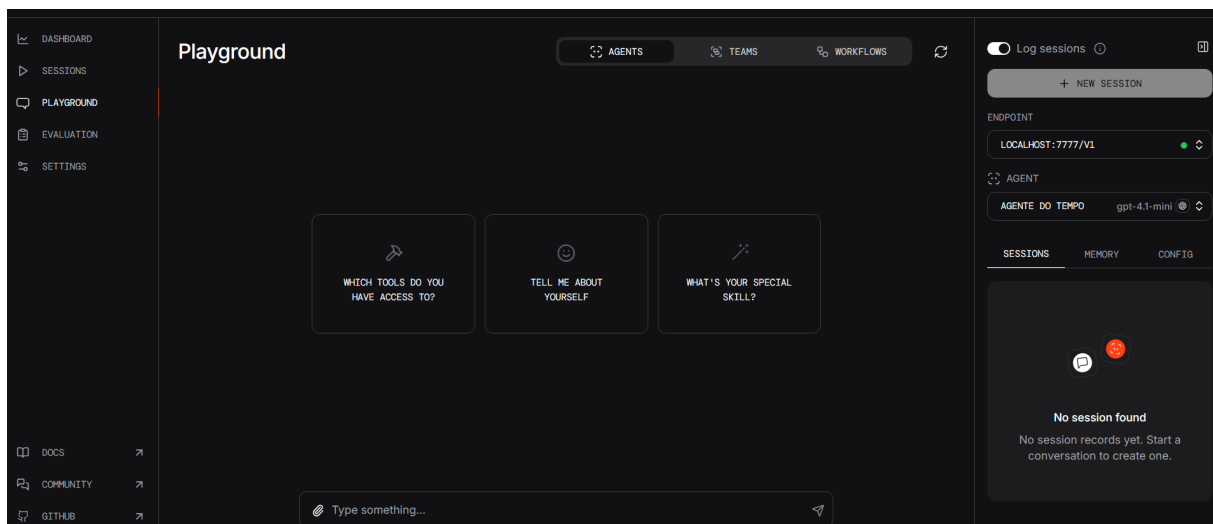 DASHBOARD
SESSIONS
PLAYGROUND
EVALUATION
SETTINGS
DOCS
COMMUNITY
GITHUB
Playground
AGENTS
TEAMS
WORKFLOWS
WHICH TOOLS DO YOU
HAVE ACCESS TO?
TELL ME ABOUT
YOURSELF
WHAT'S YOUR SPECIAL
SKILL?
Type something...
Log sessions
+ NEW SESSION
ENDPOINT
LOCALHOST:7777/V1
AGENT
AGENTE DO TEMPO gpt-4.1-mini
SESSIONS MEMORY CONFIG
No session found
No session records yet. Start a
conversation to create one.